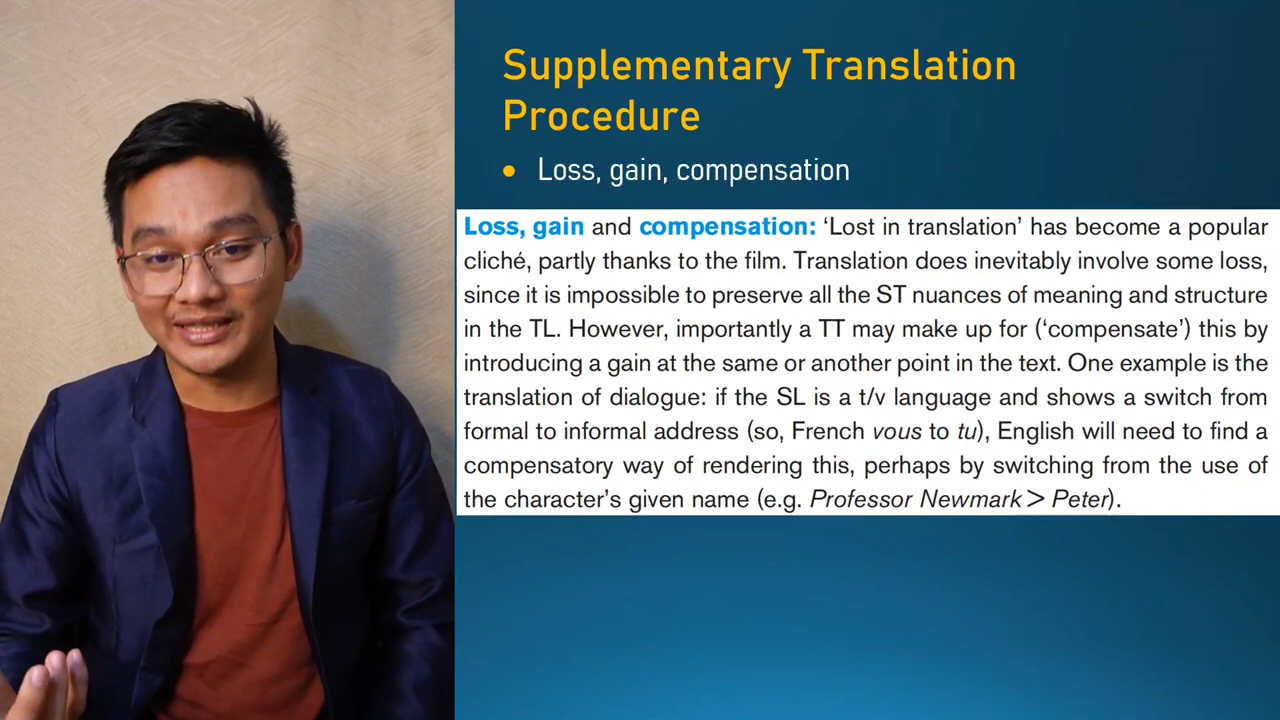 Supplementary Translation
Procedure
• Loss, gain, compensation
Loss, gain and compensation: ‘Lost in translation’ has become a popular
cliché, partly thanks to the film. Translation does inevitably involve some loss,
since it is impossible to preserve all the ST nuances of meaning and structure
in the TL. However, importantly a TT may make up for (‘compensate’) this by
introducing a gain at the same or another point in the text. One example is the
translation of dialogue: if the SL is a t/v language and shows a switch from
formal to informal address (so, French vous to tu), English will need to find a
compensatory way of rendering this, perhaps by switching from the use of
the character’s given name (e.g. Professor Newmark > Peter).